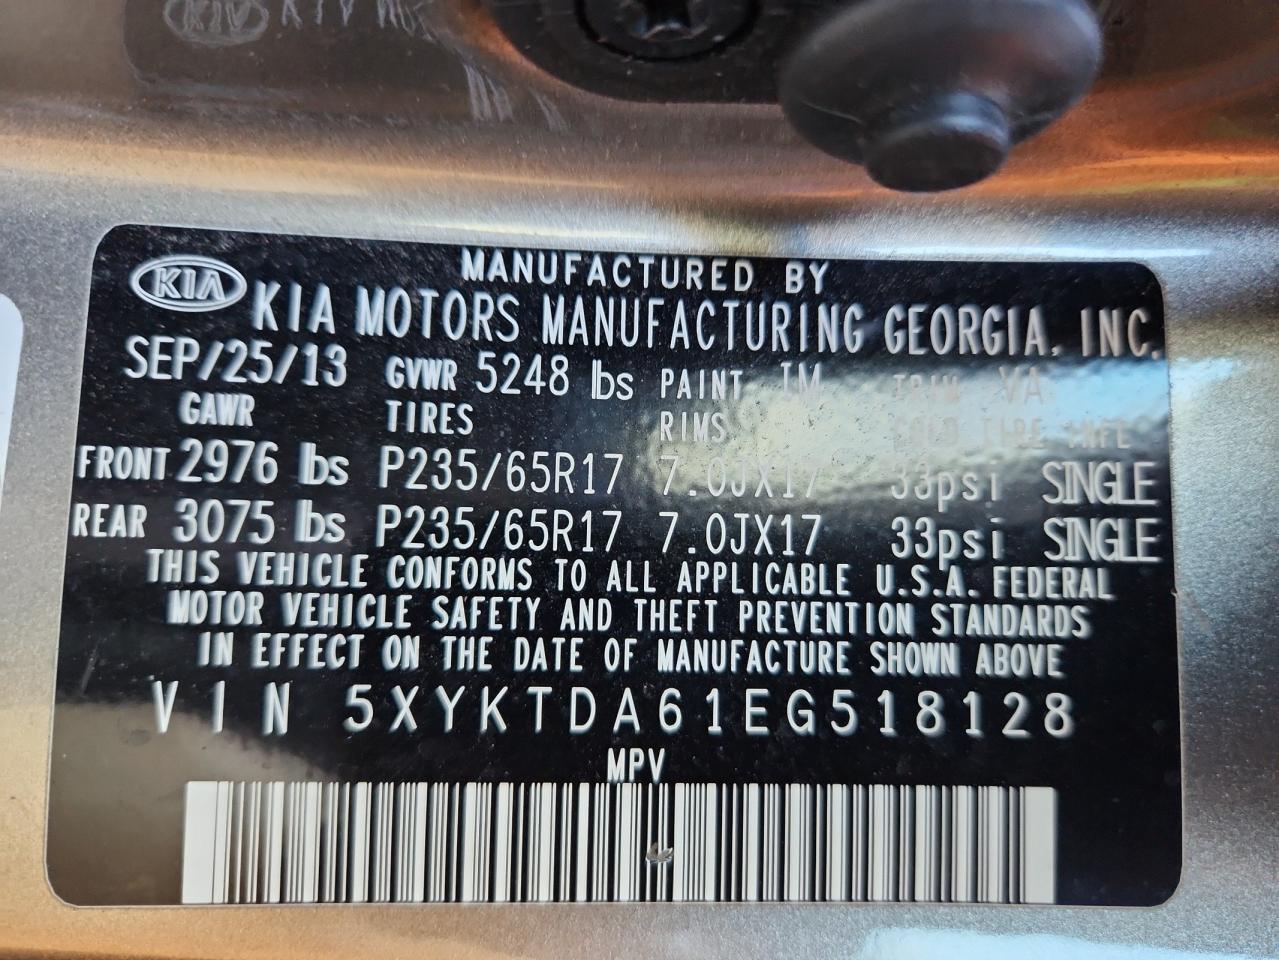 KIA
MANUFACTURED BY
KIA MOTORS MANUFACTURING GEORGIA, INC.
SEP/25/13 GVWR 5248 lbs PAINT IM TRIM VA
GAWR TIRES RIMS COLD TIRE INFL
FRONT 2976 lbs P235/65R17 7.0JX17 33psi SINGLE
REAR 3075 lbs P235/65R17 7.0JX17 33psi SINGLE
THIS VEHICLE CONFORMS TO ALL APPLICABLE U.S.A. FEDERAL
MOTOR VEHICLE SAFETY AND THEFT PREVENTION STANDARDS
IN EFFECT ON THE DATE OF MANUFACTURE SHOWN ABOVE
VIN 5XYKTDA61EG518128
MPV